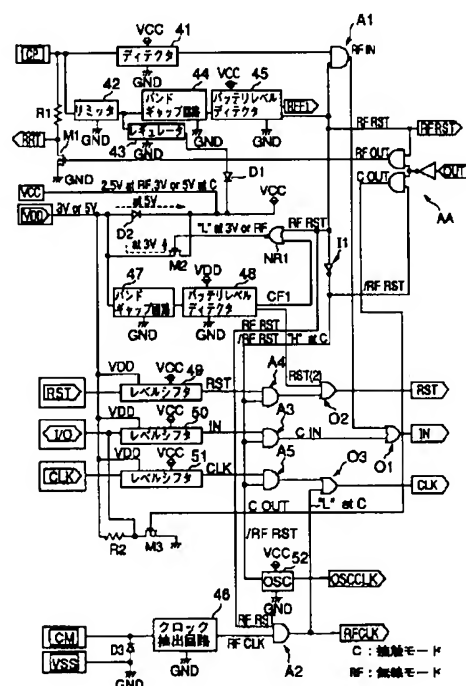 A1
VCC
41
CP
ディテクタ
RF IN
GND
42
44
VCC
45
R1
リミッタ
バンド
ギャップ回路
バッテリレベル
ディテクタ
GND
GND
GND
レギュレータ
43
GND
RF RST
RFRST
M1
GND
D1
RF OUT
C OUT
OUT
AA
VCC
2.5V at RF,3V or 5V at C
VDD
3V or 5V
at 5V
VCC
D2
"L" at 3V or RF
RF RST
at 3V
M2
NR1
I1
47
VDD
48
/RF RST
バンド
ギャップ回路
バッテリレベル
ディテクタ
CF1
GND
GND
RF RST
/RF RST "H" at C
VDD
VCC
49
A4
RST(2)
RST
レベルシフタ
RST
RST
VDD
VCC
50
A3
O2
I/O
レベルシフタ
IN
C IN
O1
IN
VDD
VCC
51
A5
O3
CLK
レベルシフタ
CLK
CLK
C OUT
"L" at C
R2
M3
/RF RST
VCC
52
OSC
OSCCLK
GND
46
RF RST
CM
クロック
抽出回路
RF CLK
RFCLK
D3
VSS
GND
A2
GND
C : 接触モード
RF : 無線モード